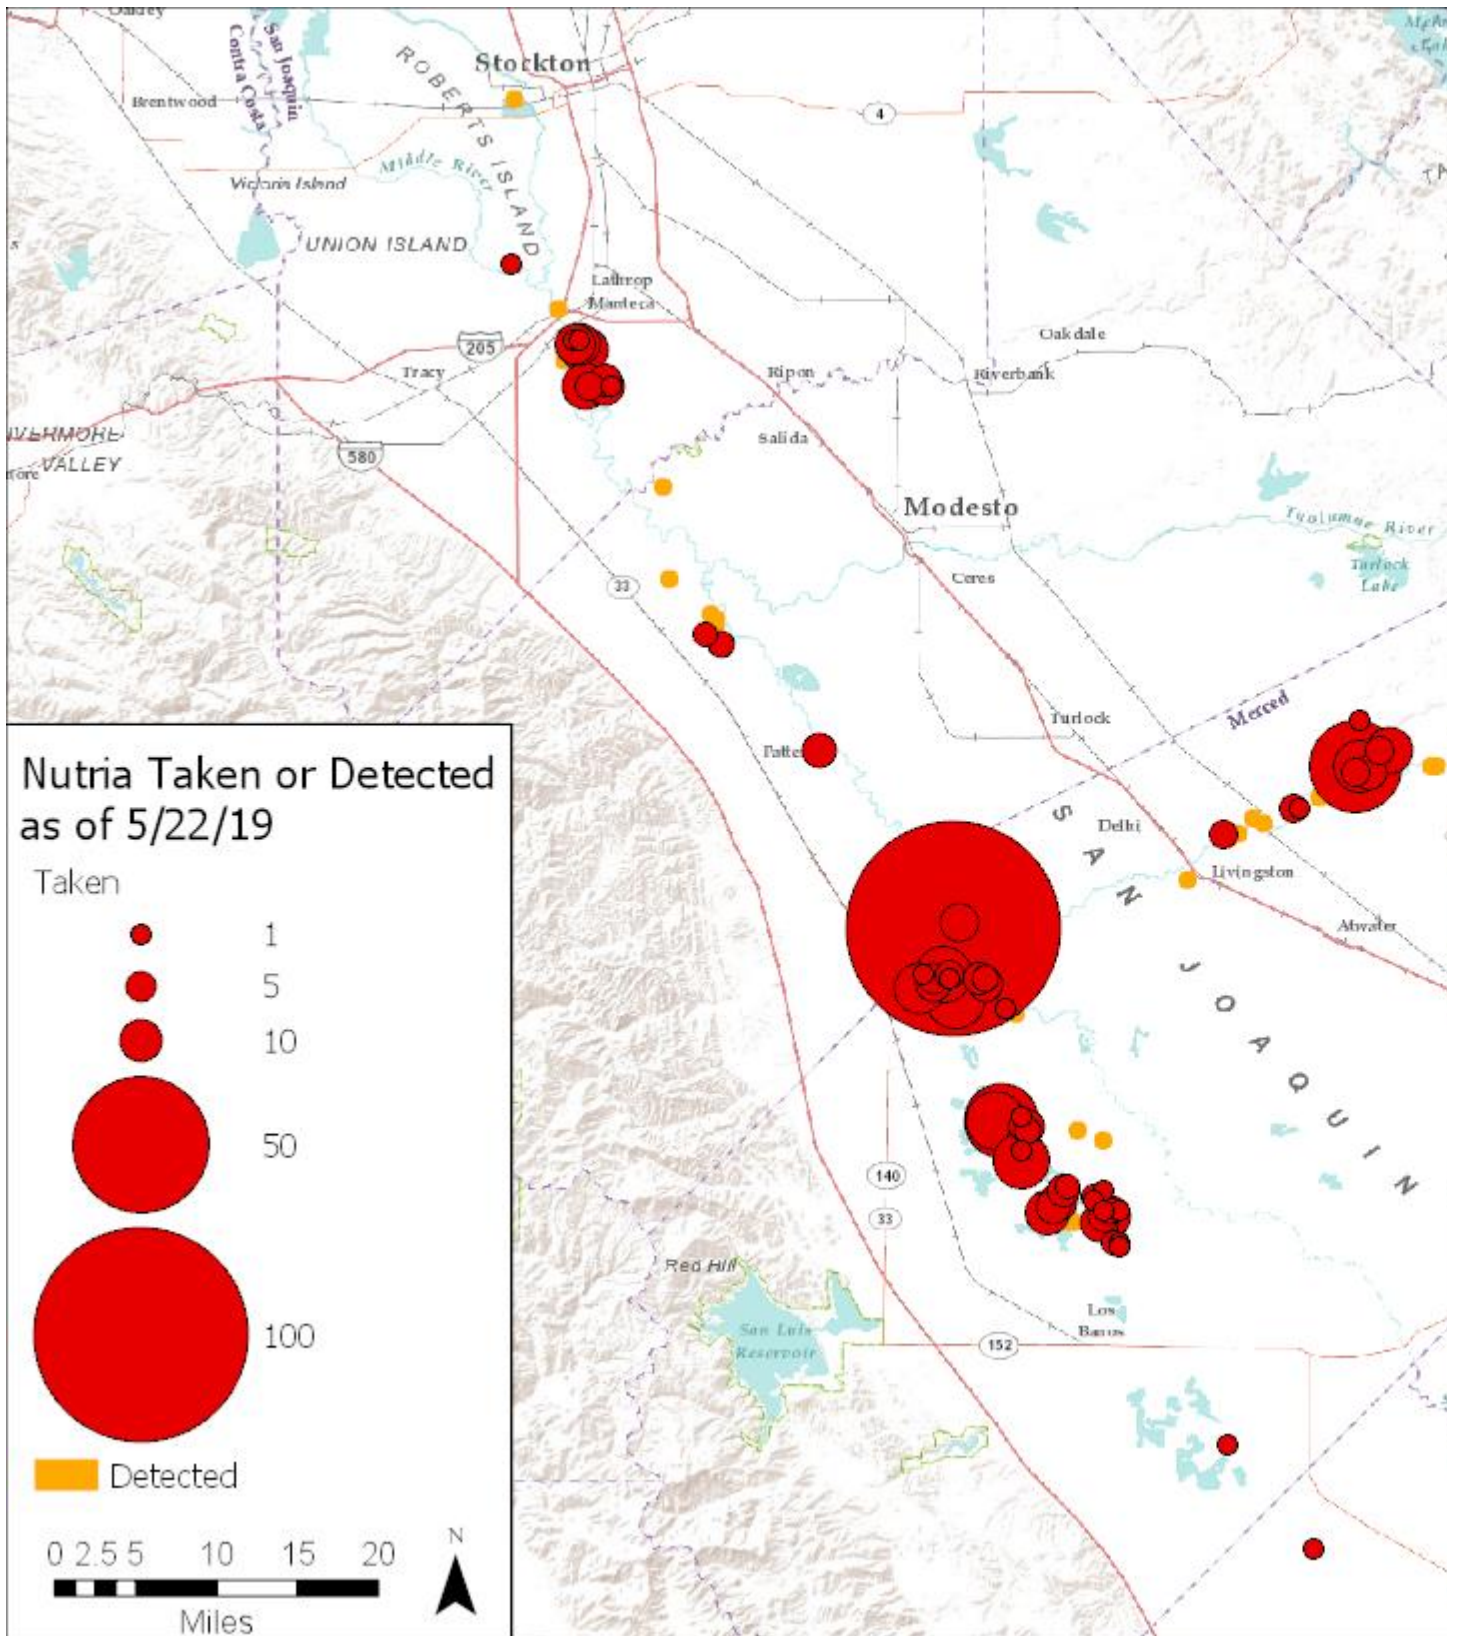 Oakley
Stockton
San Joaquin
Contra Costa
ROBERTS ISLAND
Brentwood
4
Middle River
Victoria Island
UNION ISLAND
Lathrop
Manteca
205
Tracy
Oakdale
Ripon
Riverbank
Salida
VALLEY
580
Modesto
Tuolumne River
Turlock
Lake
33
Ceres
Merced
Turlock
Patte
Delhi
Livingston
Atwater
SAN JOAQUIN
140
33
Red Hill
San Luis
Reservoir
Los
Banos
152
Nutria Taken or Detected
as of 5/22/19
Taken
1
5
10
50
100
Detected
0 2.5 5 10 15 20
Miles
N